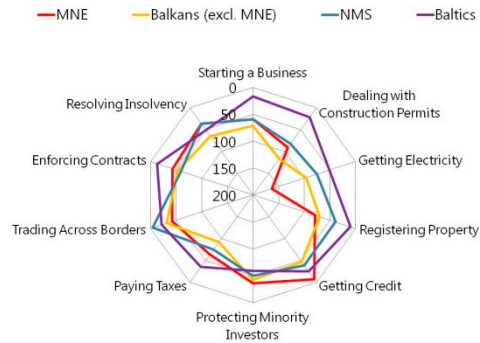 MNE Balkans (excl. MNE) NMS Baltics
Starting a Business
Dealing with
Construction Permits
Getting Electricity
Registering Property
Getting Credit
Protecting Minority
Investors
Paying Taxes
Trading Across Borders
Enforcing Contracts
Resolving Insolvency
0
50
100
150
200